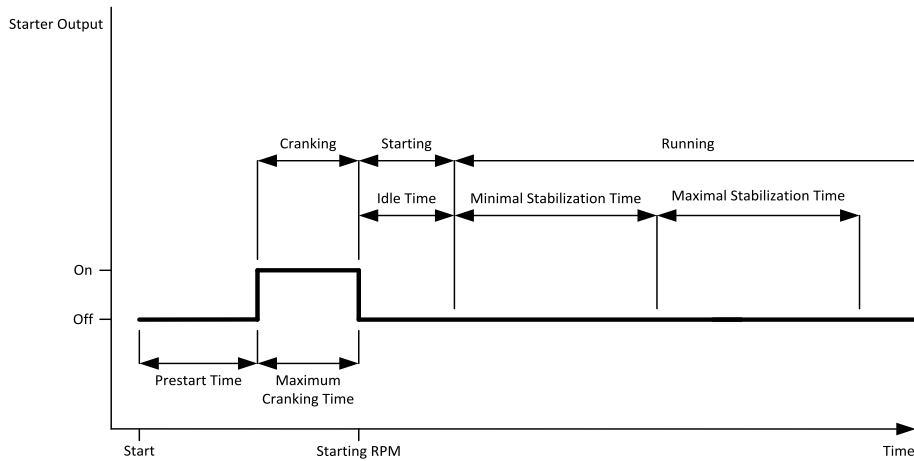 Starter Output
Cranking
Starting
Running
Idle Time
Minimal Stabilization Time
Maximal Stabilization Time
On
Off
Prestart Time
Maximum
Cranking Time
Start
Starting RPM
Time